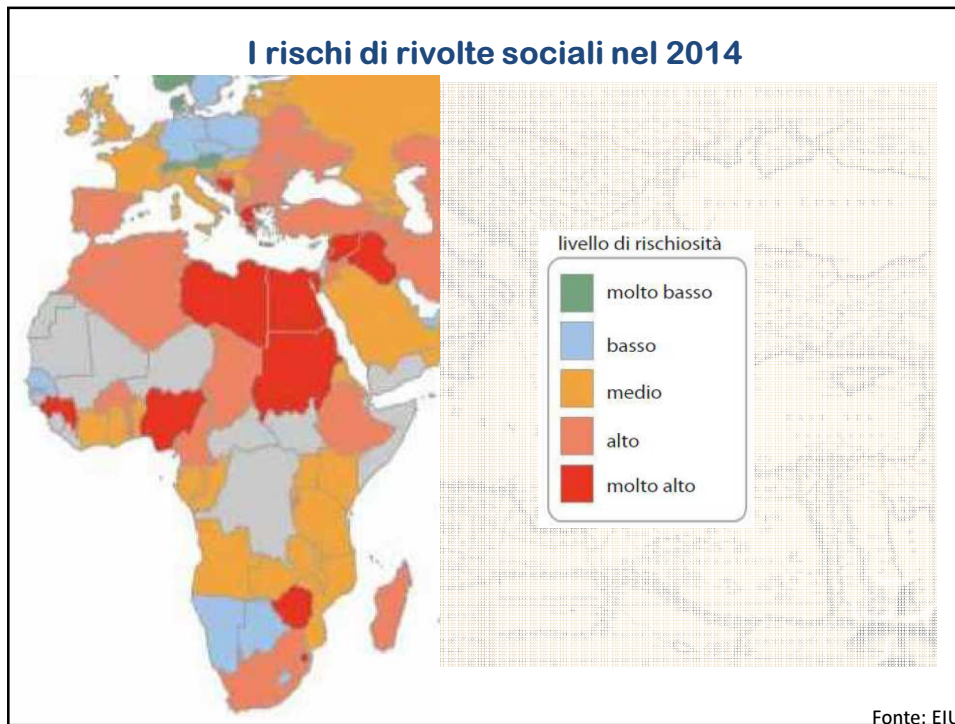 I rischi di rivolte sociali nel 2014
livello di rischiosità
molto basso
basso
medio
alto
molto alto
Fonte: EIU